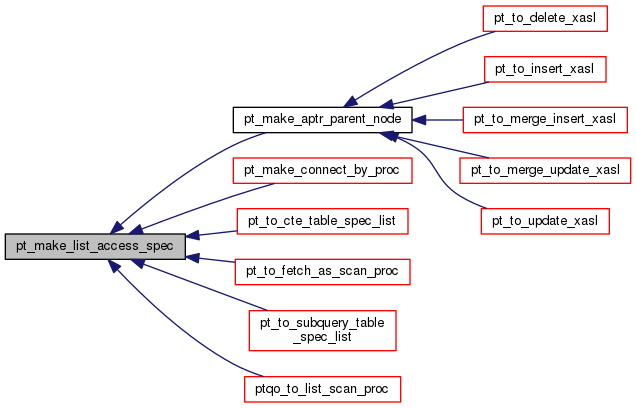 pt_to_delete_xasl
pt_to_insert_xasl
pt_make_aptr_parent_node
pt_to_merge_insert_xasl
pt_make_connect_by_proc
pt_to_merge_update_xasl
pt_to_cte_table_spec_list
pt_to_update_xasl
pt_make_list_access_spec
pt_to_fetch_as_scan_proc
pt_to_subquery_table
_spec_list
ptqo_to_list_scan_proc